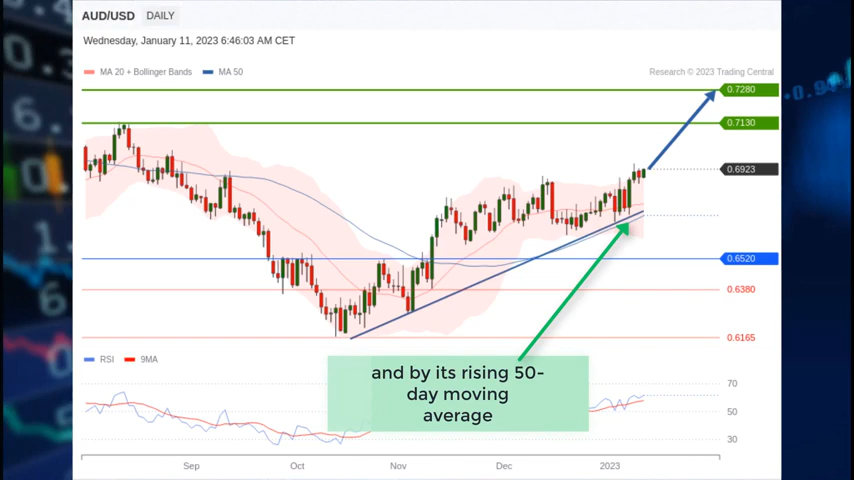 AUD/USD DAILY
Wednesday, January 11, 2023 6:46:03 AM CET
MA 20 + Bollinger Bands MA 50
Research © 2023 Trading Central
0.7280
0.7130
0.6923
0.6520
0.6380
0.6165
RSI 9MA
and by its rising 50-
day moving
average
70
50
30
Sep Oct Nov Dec 2023